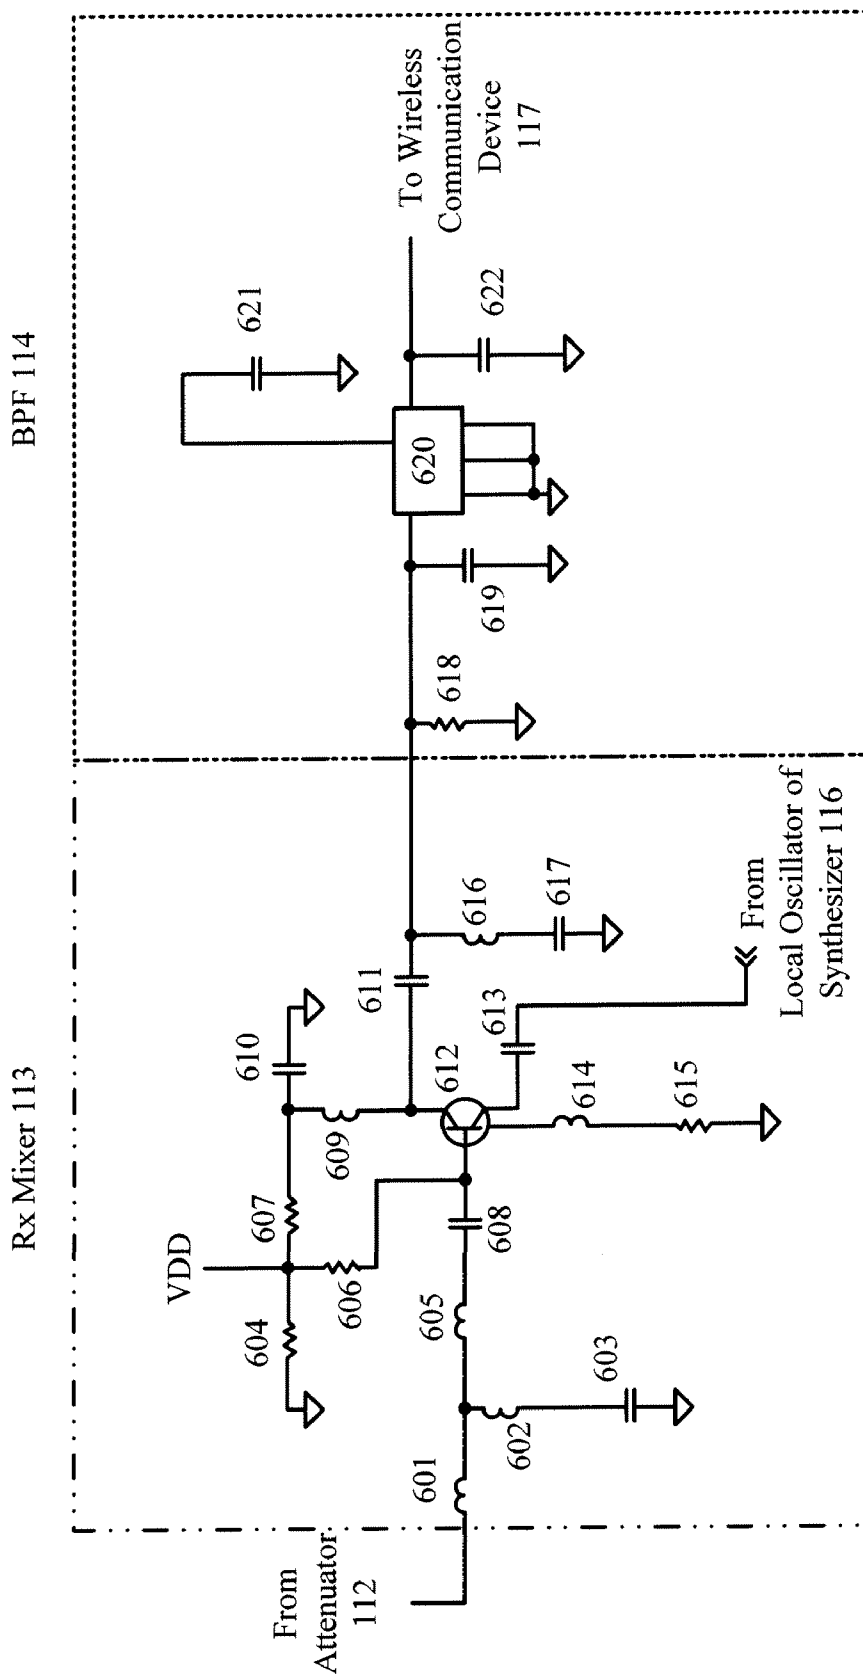 Rx Mixer 113
BPF 114
From
Attenuator
112
601
602
603
604
VDD
605
606
607
608
609
610
611
612
613
614
615
616
617
From
Local Oscillator of
Synthesizer 116
618
619
620
621
622
To Wireless
Communication
Device
117